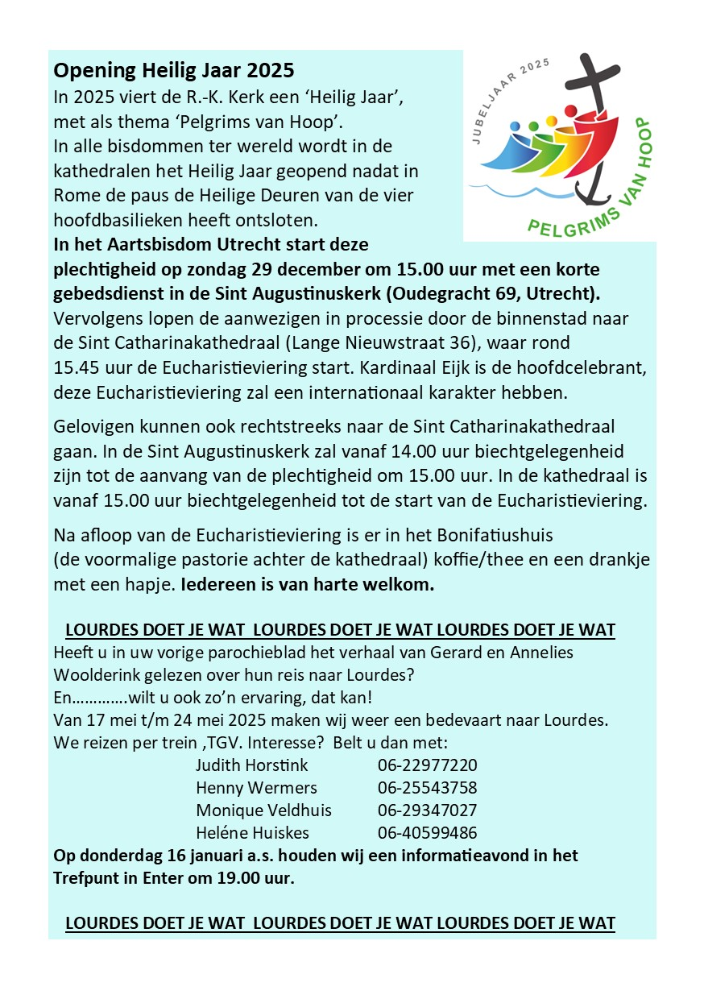 Opening Heilig Jaar 2025
In 2025 viert de R.-K. Kerk een ‘Heilig Jaar’,
met als thema ‘Pelgrims van Hoop’.
In alle bisdommen ter wereld wordt in de
kathedralen het Heilig Jaar geopend nadat in
Rome de paus de Heilige Deuren van de vier
hoofdbasilieken heeft ontsloten.
JUBELJAAR 2025
PELGRIMS VAN HOOP
In het Aartsbisdom Utrecht start deze
plechtigheid op zondag 29 december om 15.00 uur met een korte
gebedsdienst in de Sint Augustinuskerk (Oudegracht 69, Utrecht).
Vervolgens lopen de aanwezigen in processie door de binnenstad naar
de Sint Catharinakathedraal (Lange Nieuwstraat 36), waar rond
15.45 uur de Eucharistieviering start. Kardinaal Eijk is de hoofdcelebrant,
deze Eucharistieviering zal een internationaal karakter hebben.
Gelovigen kunnen ook rechtstreeks naar de Sint Catharinakathedraal
gaan. In de Sint Augustinuskerk zal vanaf 14.00 uur biechtgelegenheid
zijn tot de aanvang van de plechtigheid om 15.00 uur. In de kathedraal is
vanaf 15.00 uur biechtgelegenheid tot de start van de Eucharistieviering.
Na afloop van de Eucharistieviering is er in het Bonifatiushuis
(de voormalige pastorie achter de kathedraal) koffie/thee en een drankje
met een hapje. Iedereen is van harte welkom.
LOURDES DOET JE WAT  LOURDES DOET JE WAT LOURDES DOET JE WAT
Heeft u in uw vorige parochieblad het verhaal van Gerard en Annelies
Woolderink gelezen over hun reis naar Lourdes?
En………….wilt u ook zo’n ervaring, dat kan!
Van 17 mei t/m 24 mei 2025 maken wij weer een bedevaart naar Lourdes.
We reizen per trein ,TGV. Interesse?  Belt u dan met:
Judith Horstink 06-22977220
Henny Wermers 06-25543758
Monique Veldhuis 06-29347027
Heléne Huiskes 06-40599486
Op donderdag 16 januari a.s. houden wij een informatieavond in het
Trefpunt in Enter om 19.00 uur.
LOURDES DOET JE WAT  LOURDES DOET JE WAT LOURDES DOET JE WAT